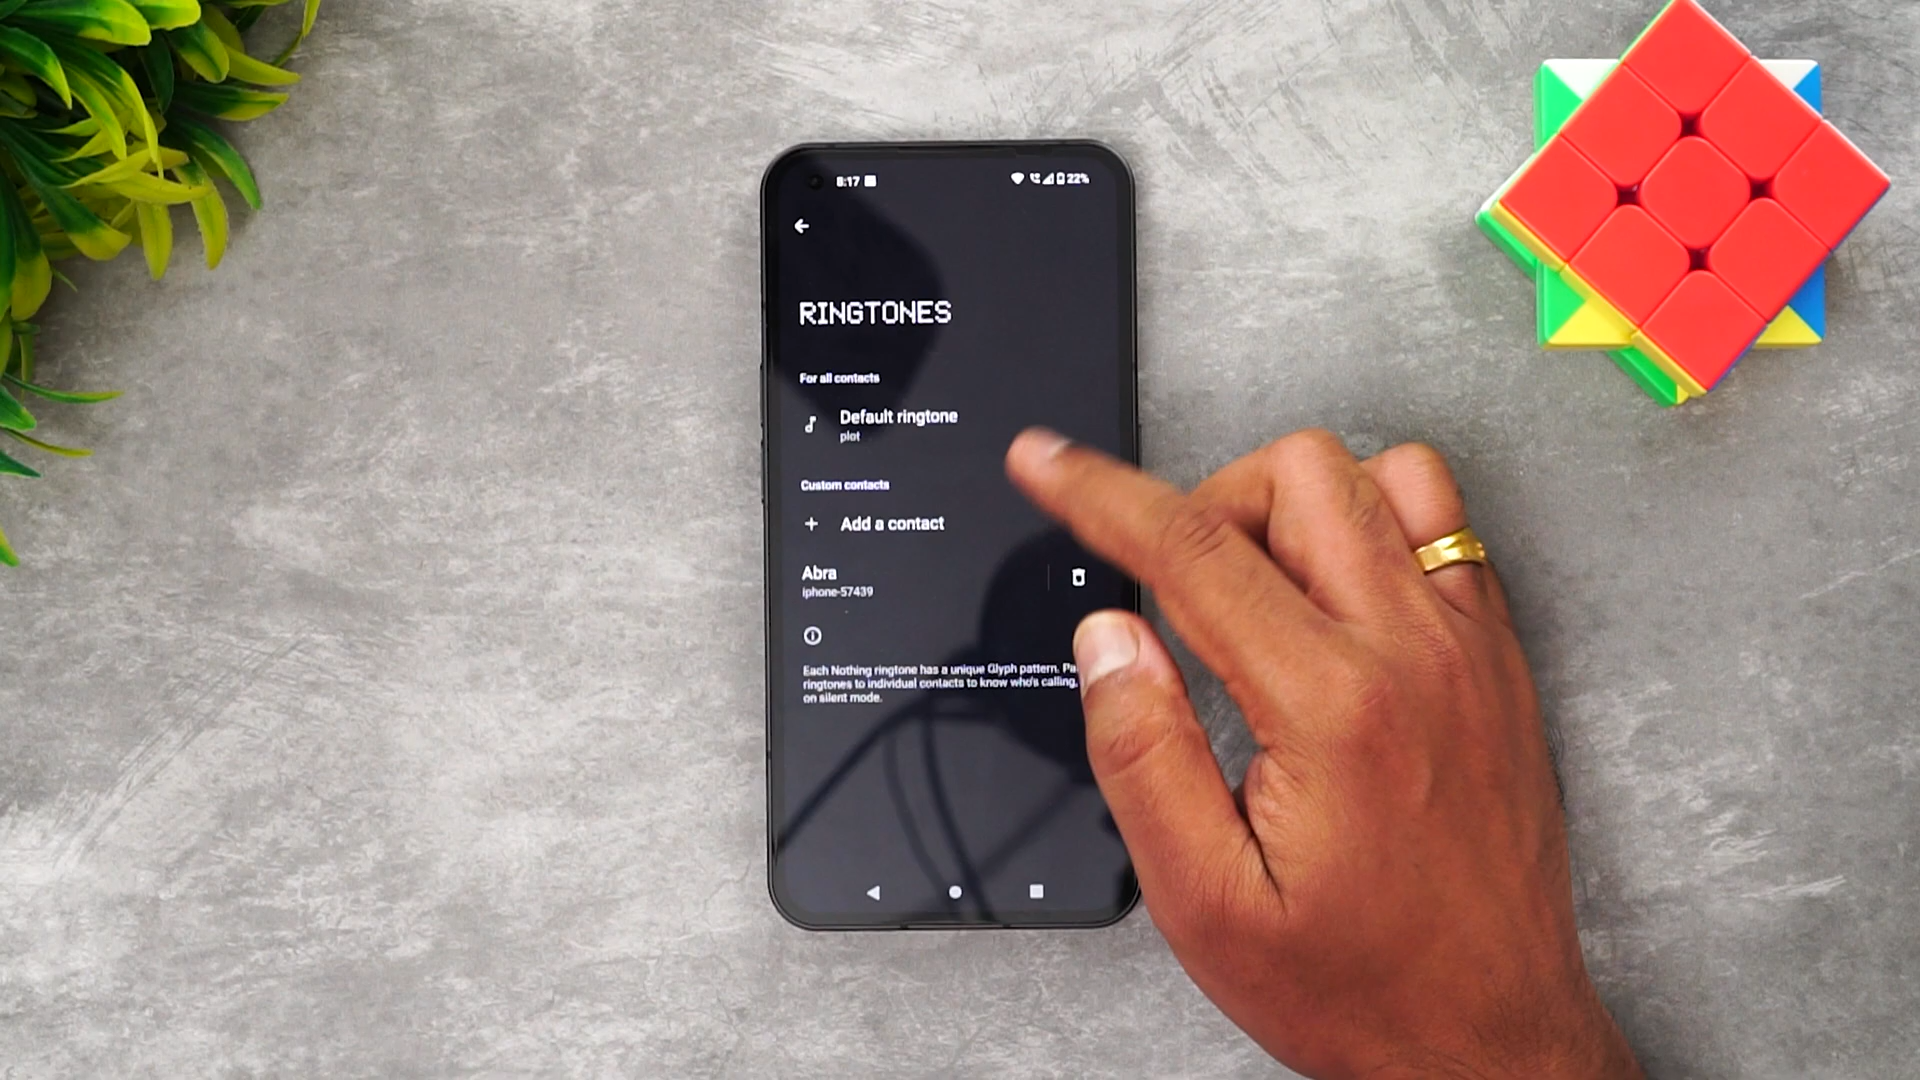 8:17
22%
RINGTONES
For all contacts
Default ringtone
plot
Custom contacts
Add a contact
Abra
iphone-57439
Each Nothing ringtone has a unique Glyph pattern.
ringtones to individual contacts to know who's calling,
on silent mode.